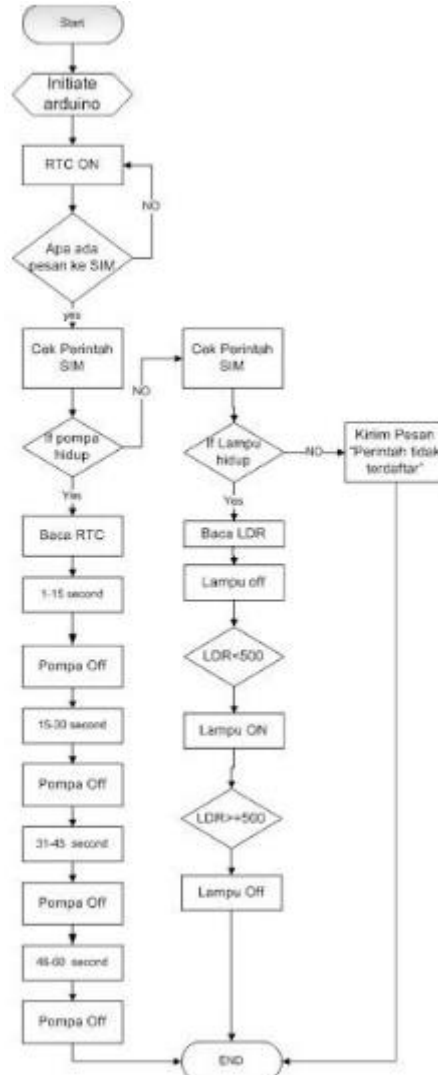 Start
Initiate
arduino
RTC ON
NO
Apa ada
pesan ke SIM
yes
Cek Perintah
SIM
NO
Cek Perintah
SIM
If pompa
hidup
If Lampu
hidup
NO
Kirim Pesan
"Perintah tidak
terdaftar"
Yes
Yes
Baca RTC
Baca LDR
1-15 second
Lampu off
Pompa Off
LDR<500
15-30 second
Lampu ON
Pompa Off
LDR>=500
31-45 second
Pompa Off
Lampu Off
46-60 second
Pompa Off
END